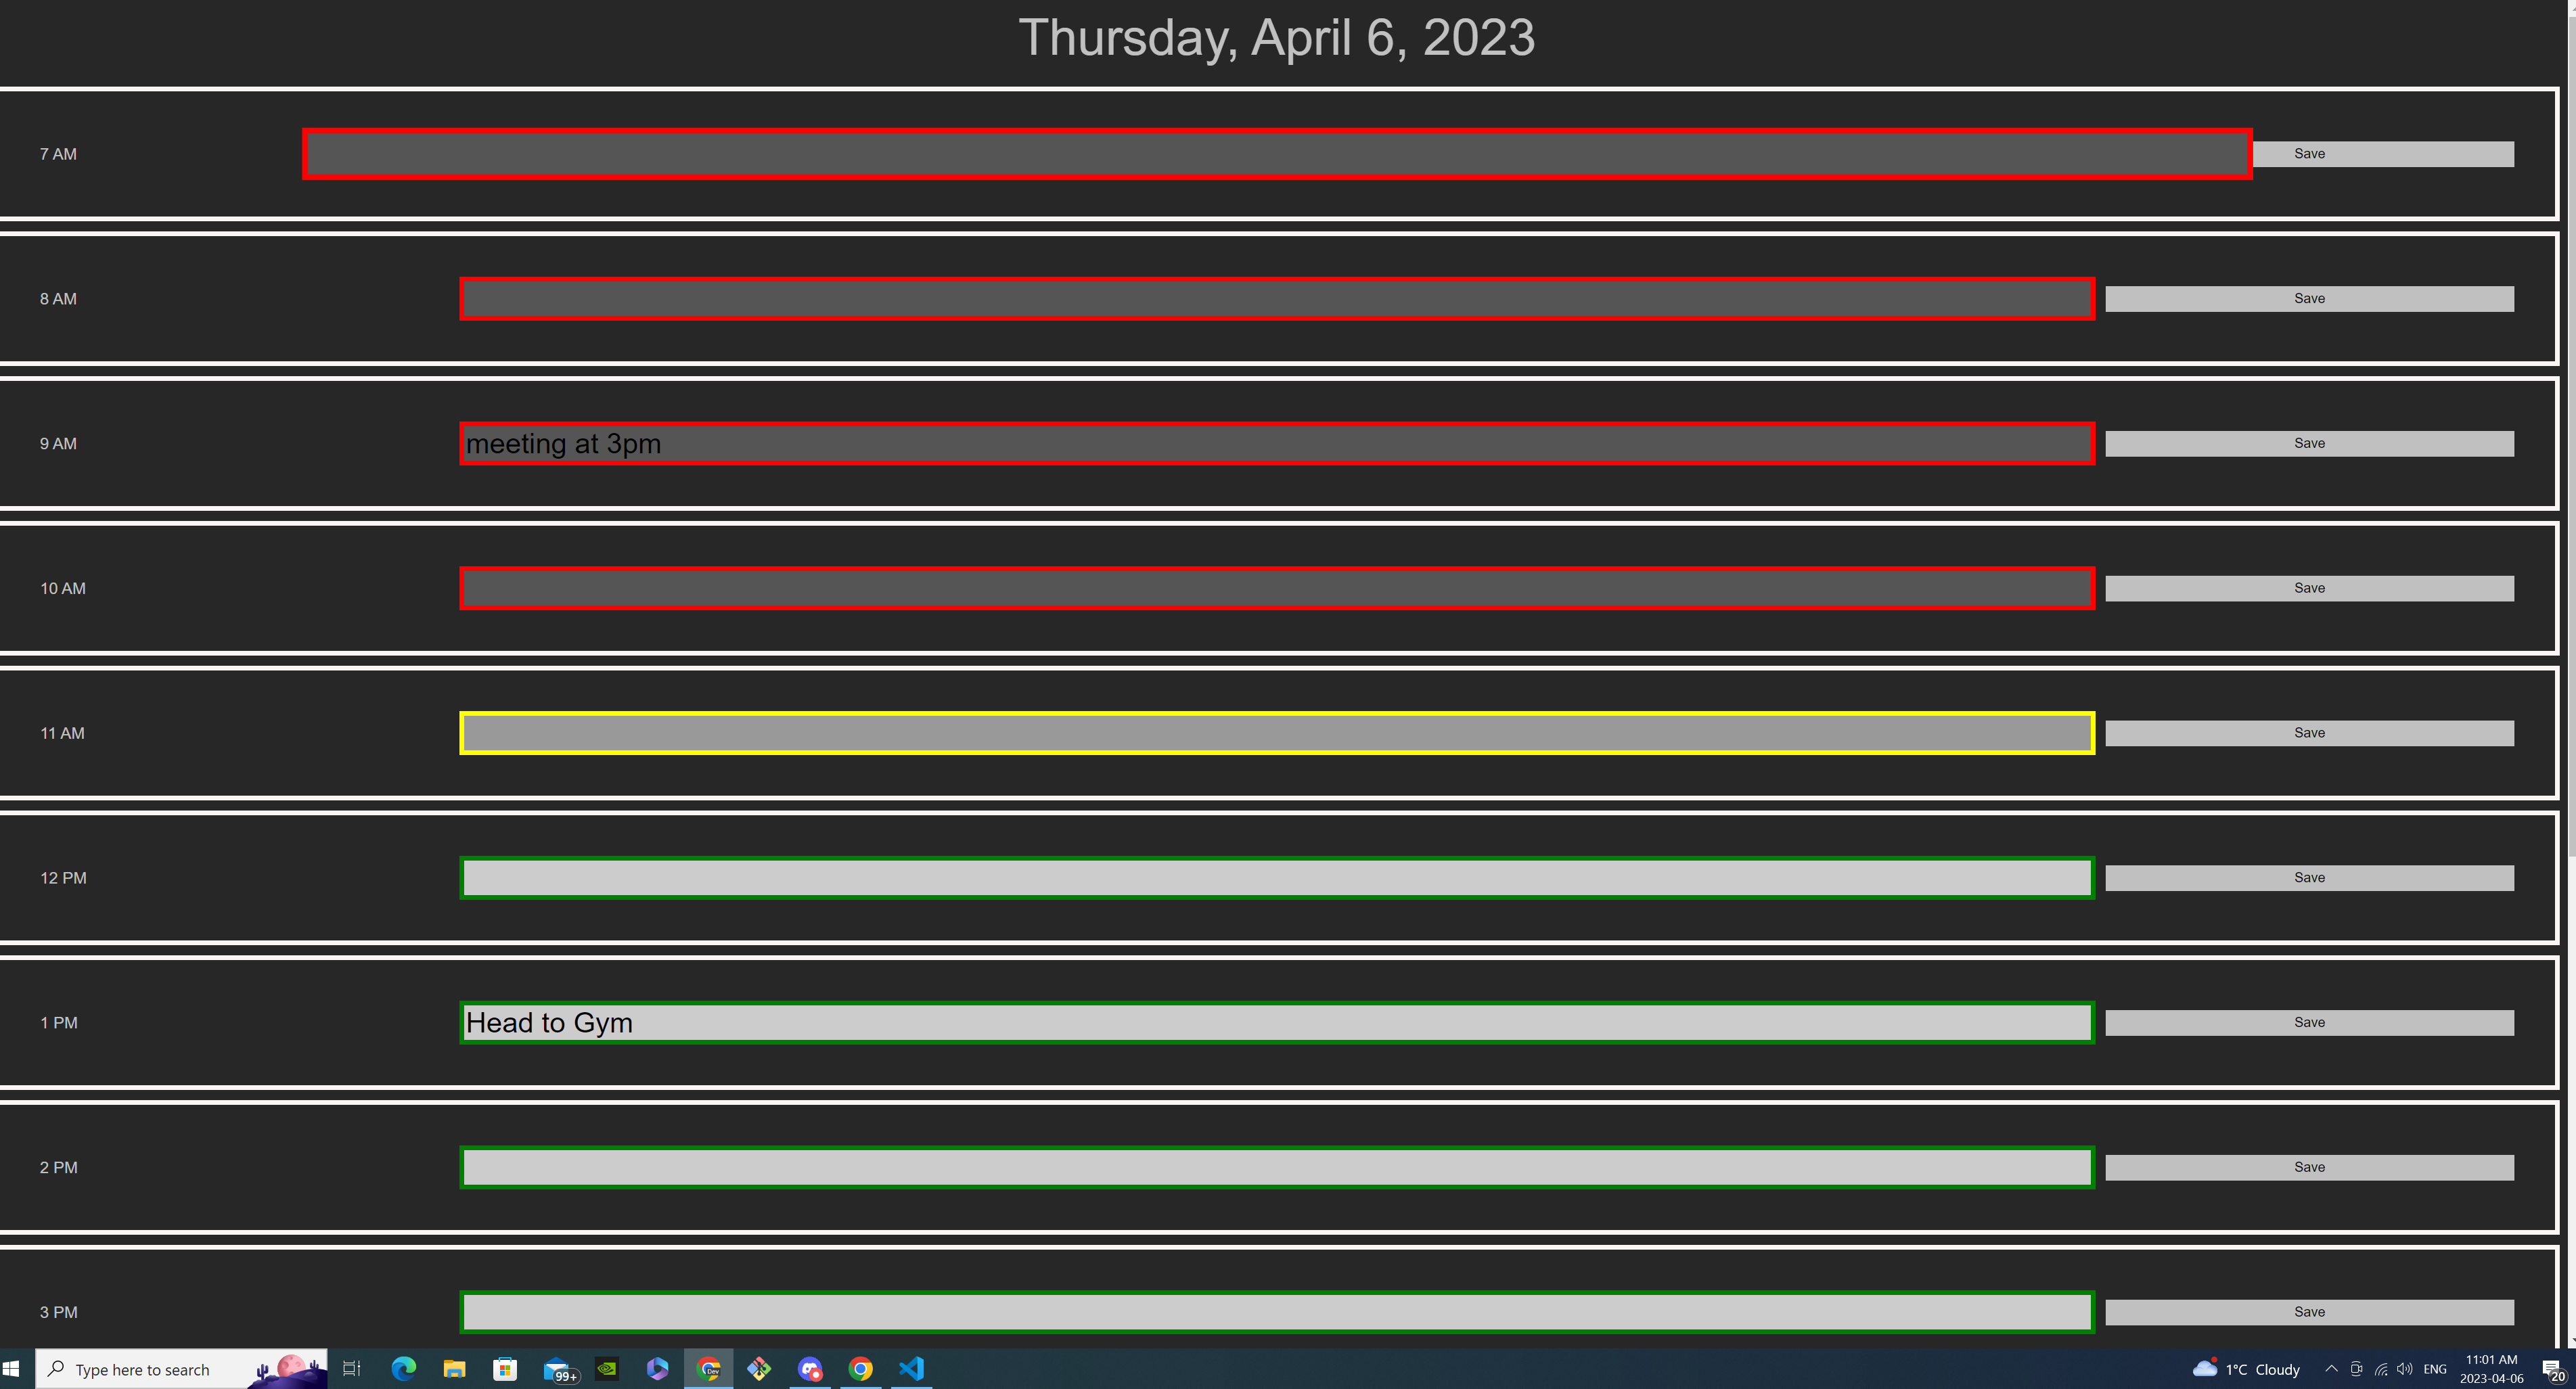 Thursday, April 6, 2023
7 AM Save
8 AM Save
9 AM meeting at 3pm Save
10 AM Save
11 AM Save
12 PM Save
1 PM Head to Gym Save
2 PM Save
3 PM Save
Type here to search 99+ Dev 1°C Cloudy ENG 11:01 AM
2023-04-06 20